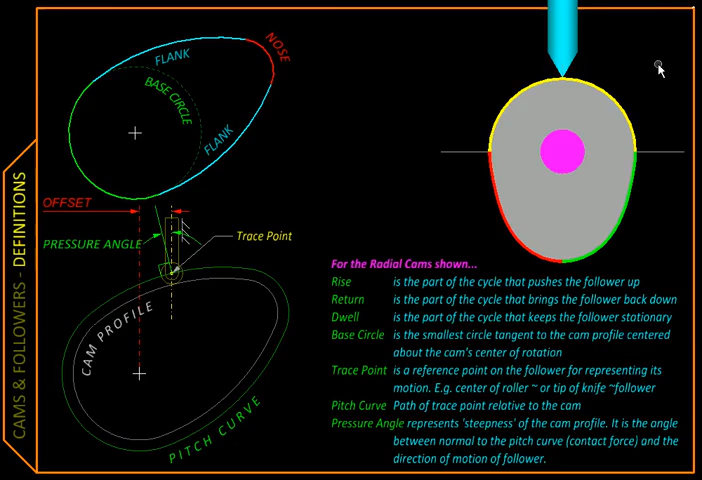 CAMS & FOLLOWERS - DEFINITIONS
FLANK
NOSE
BASE CIRCLE
FLANK
OFFSET
PRESSURE ANGLE
Trace Point
CAM PROFILE
PITCH CURVE
For the Radial Cams shown...
Rise is the part of the cycle that pushes the follower up
Return is the part of the cycle that brings the follower back down
Dwell is the part of the cycle that keeps the follower stationary
Base Circle is the smallest circle tangent to the cam profile centered
about the cam's center of rotation
Trace Point is a reference point on the follower for representing its
motion. E.g. center of roller ~ or tip of knife ~follower
Pitch Curve Path of trace point relative to the cam
Pressure Angle represents 'steepness' of the cam profile. It is the angle
between normal to the pitch curve (contact force) and the
direction of motion of follower.